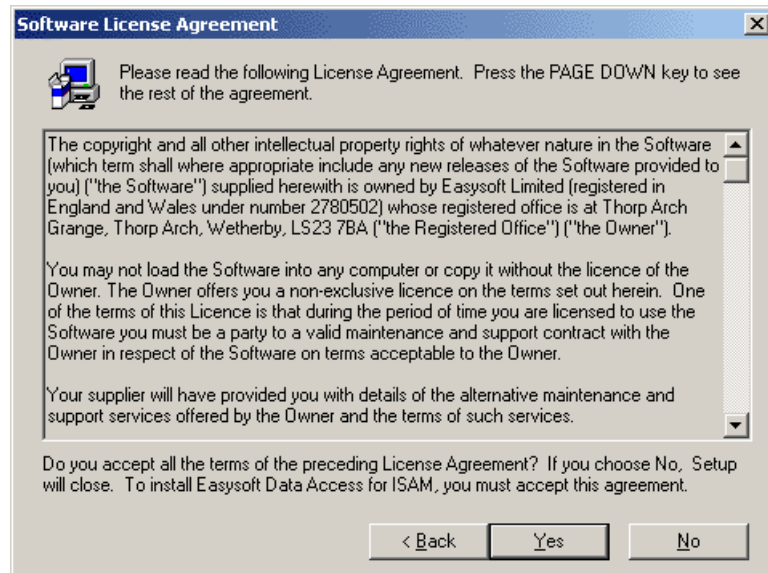 Software License Agreement
Please read the following License Agreement. Press the PAGE DOWN key to see
the rest of the agreement.
The copyright and all other intellectual property rights of whatever nature in the Software
(which term shall where appropriate include any new releases of the Software provided to
you) ("the Software") supplied herewith is owned by Easysoft Limited (registered in
England and Wales under number 2780502) whose registered office is at Thorp Arch
Grange, Thorp Arch, Wetherby, LS23 7BA ("the Registered Office") ("the Owner").
You may not load the Software into any computer or copy it without the licence of the
Owner. The Owner offers you a non-exclusive licence on the terms set out herein. One
of the terms of this Licence is that during the period of time you are licensed to use the
Software you must be a party to a valid maintenance and support contract with the
Owner in respect of the Software on terms acceptable to the Owner.
Your supplier will have provided you with details of the alternative maintenance and
support services offered by the Owner and the terms of such services.
Do you accept all the terms of the preceding License Agreement? If you choose No, Setup
will close. To install Easysoft Data Access for ISAM, you must accept this agreement.
< Back Yes No